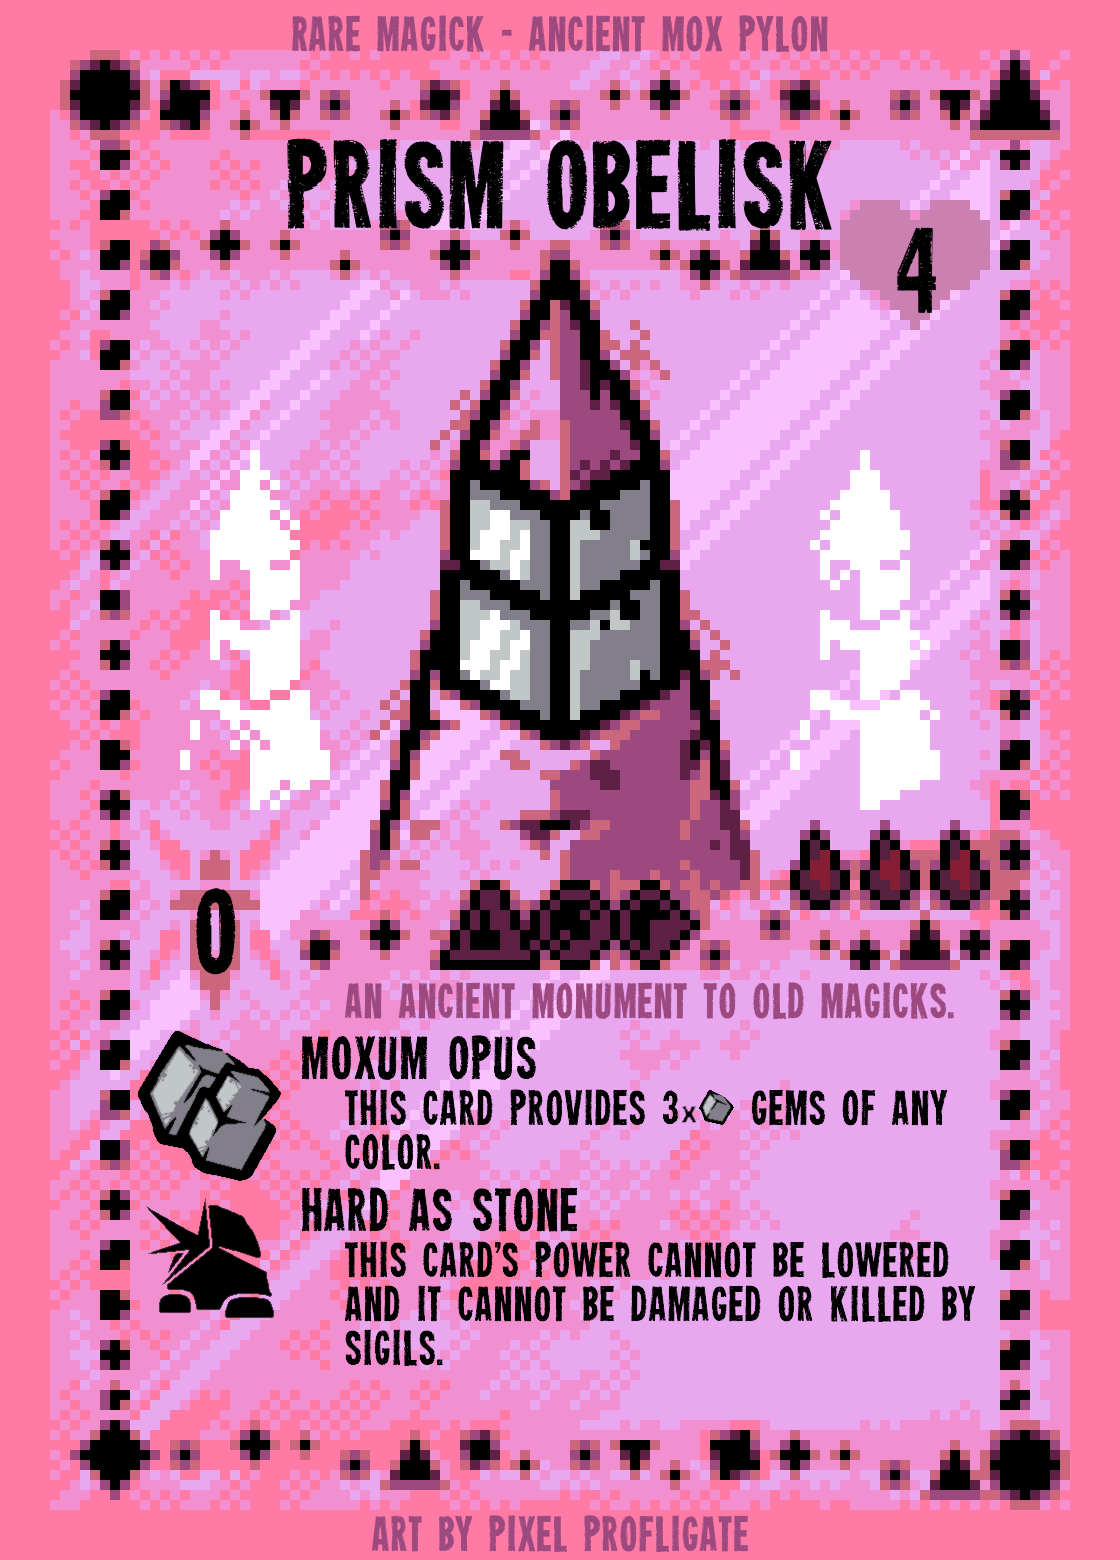 RARE MAGICK - ANCIENT MOX PYLON
PRISM OBELISK
4
0
AN ANCIENT MONUMENT TO OLD MAGICKS.
MOXUM OPUS
THIS CARD PROVIDES 3x GEMS OF ANY
COLOR.
HARD AS STONE
THIS CARD'S POWER CANNOT BE LOWERED
AND IT CANNOT BE DAMAGED OR KILLED BY
SIGILS.
ART BY PIXEL PROFLIGATE